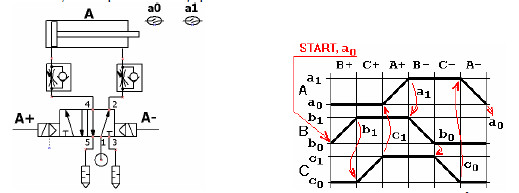 A
a0 a1
4 2
A+ A-
5 1 3
START, a0
B+ C+ A+ B- C- A-
a1
A
a1
a0
a0
b1
B
b1
c1
b0
b0
c1
C
c0
c0